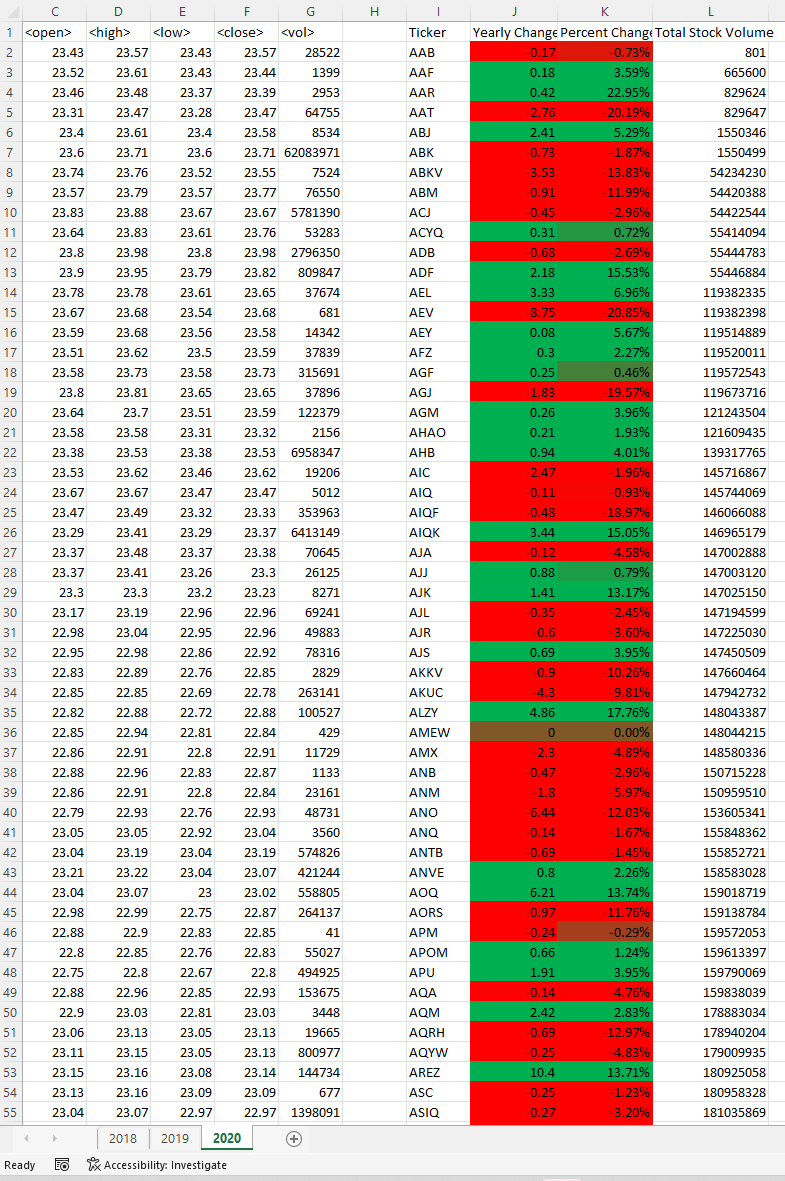 C D E F G H I J K L
1 <open> <high> <low> <close> <vol> Ticker Yearly Change Percent Change Total Stock Volume
2 23.43 23.57 23.43 23.57 28522 AAB -0.17 -0.73% 801
3 23.52 23.61 23.43 23.44 1399 AAF 0.18 3.59% 665600
4 23.46 23.48 23.37 23.39 2953 AAR 0.42 22.95% 829624
5 23.31 23.47 23.28 23.47 64755 AAT -2.76 -20.19% 829647
6 23.4 23.61 23.4 23.58 8534 ABJ 2.41 5.29% 1550346
7 23.6 23.71 23.6 23.71 62083971 ABK -0.73 -1.87% 1550499
8 23.74 23.76 23.52 23.55 7524 ABKV -3.53 -13.83% 54234230
9 23.57 23.79 23.57 23.77 76550 ABM -0.91 -11.99% 54420388
10 23.83 23.88 23.67 23.67 5781390 ACJ -0.45 -2.96% 54422544
11 23.64 23.83 23.61 23.76 53283 ACYQ 0.31 0.72% 55414094
12 23.8 23.98 23.8 23.98 2796350 ADB -0.68 -2.69% 55444783
13 23.9 23.95 23.79 23.82 809847 ADF 2.18 15.53% 55446884
14 23.78 23.78 23.61 23.65 37674 AEL 3.33 6.96% 119382335
15 23.67 23.68 23.54 23.68 681 AEV -8.75 -20.85% 119382398
16 23.59 23.68 23.56 23.58 14342 AEY 0.08 5.67% 119514889
17 23.51 23.62 23.5 23.59 37839 AFZ 0.3 2.27% 119520011
18 23.58 23.73 23.58 23.73 315691 AGF 0.25 0.46% 119572543
19 23.8 23.81 23.65 23.65 37896 AGJ -1.83 -19.57% 119673716
20 23.64 23.7 23.51 23.59 122379 AGM 0.26 3.96% 121243504
21 23.58 23.58 23.31 23.32 2156 AHAO 0.21 1.93% 121609435
22 23.38 23.53 23.38 23.53 6958347 AHB 0.94 4.01% 139317765
23 23.53 23.62 23.46 23.62 19206 AIC -2.47 -1.96% 145716867
24 23.67 23.67 23.47 23.47 5012 AIQ -0.11 -0.93% 145744069
25 23.47 23.49 23.32 23.33 353963 AIQF -0.48 -18.97% 146066088
26 23.29 23.41 23.29 23.37 6413149 AIQK 3.44 15.05% 146965179
27 23.37 23.48 23.37 23.38 70645 AJA -0.12 -4.58% 147002888
28 23.37 23.41 23.26 23.3 26125 AJJ 0.88 0.79% 147003120
29 23.3 23.3 23.2 23.23 8271 AJK 1.41 13.17% 147025150
30 23.17 23.19 22.96 22.96 69241 AJL -0.35 -2.45% 147194599
31 22.98 23.04 22.95 22.96 49883 AJR -0.6 -3.60% 147225030
32 22.95 22.98 22.86 22.92 78316 AJS 0.69 3.95% 147450509
33 22.83 22.89 22.76 22.85 2829 AKKV -0.9 -10.26% 147660464
34 22.85 22.85 22.69 22.78 263141 AKUC -4.3 -9.81% 147942732
35 22.82 22.88 22.72 22.88 100527 ALZY 4.86 17.76% 148043387
36 22.85 22.94 22.81 22.84 429 AMEW 0 0.00% 148044215
37 22.86 22.91 22.8 22.91 11729 AMX -2.3 -4.89% 148580336
38 22.88 22.96 22.83 22.87 1133 ANB -0.47 -2.96% 150715228
39 22.86 22.91 22.8 22.84 23161 ANM -1.8 -5.97% 150959510
40 22.79 22.93 22.76 22.93 48731 ANO -6.44 -12.03% 153605341
41 23.05 23.05 22.92 23.04 3560 ANQ -0.14 -1.67% 155848362
42 23.04 23.19 23.04 23.19 574826 ANTB -0.69 -1.45% 155852721
43 23.21 23.22 23.04 23.07 421244 ANVE 0.8 2.26% 158583028
44 23.04 23.07 23 23.02 558805 AOQ 6.21 13.74% 159018719
45 22.98 22.99 22.75 22.87 264137 AORS -0.97 -11.76% 159138784
46 22.88 22.9 22.83 22.85 41 APM -0.24 -0.29% 159572053
47 22.8 22.85 22.76 22.83 55027 APOM 0.66 1.24% 159613397
48 22.75 22.8 22.67 22.8 494925 APU 1.91 3.95% 159790069
49 22.88 22.96 22.85 22.93 153675 AQA -0.14 -4.76% 159838039
50 22.9 23.03 22.81 23.03 3448 AQM 2.42 2.83% 178883034
51 23.06 23.13 23.05 23.13 19665 AQRH -0.69 -12.97% 178940204
52 23.11 23.15 23.05 23.13 800977 AQYW -0.25 -4.83% 179009935
53 23.15 23.16 23.08 23.14 144734 AREZ 10.4 13.71% 180925058
54 23.13 23.16 23.09 23.09 677 ASC -0.25 -1.23% 180958328
55 23.04 23.07 22.97 22.97 1398091 ASIQ -0.27 -3.20% 181035869
2018 2019 2020
Ready Accessibility: Investigate